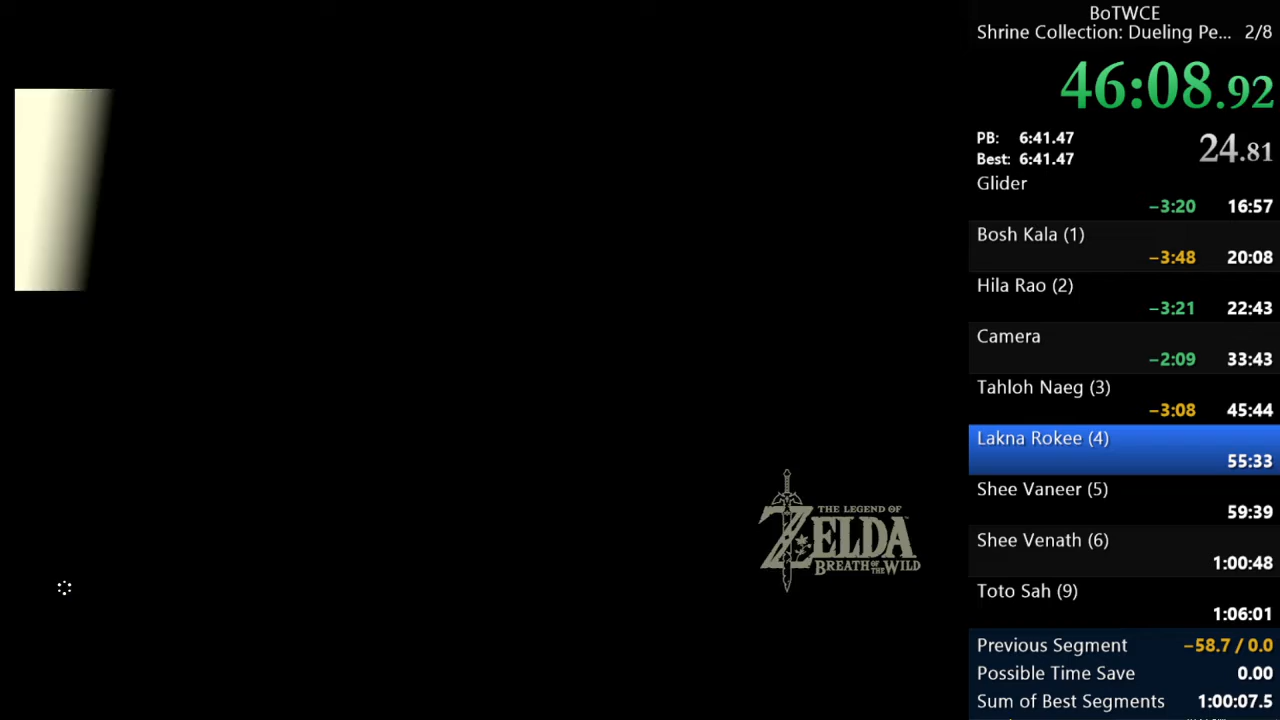 THE LEGEND OF
ZELDA
BREATH OF THE WILD
BoTWCE
Shrine Collection: Dueling Pe... 2/8
46:08.92
PB: 6:41.47
Best: 6:41.47
24.81
Glider
−3:20 16:57
Bosh Kala (1)
−3:48 20:08
Hila Rao (2)
−3:21 22:43
Camera
−2:09 33:43
Tahloh Naeg (3)
−3:08 45:44
Lakna Rokee (4)
55:33
Shee Vaneer (5)
59:39
Shee Venath (6)
1:00:48
Toto Sah (9)
1:06:01
Previous Segment −58.7 / 0.0
Possible Time Save 0.00
Sum of Best Segments 1:00:07.5